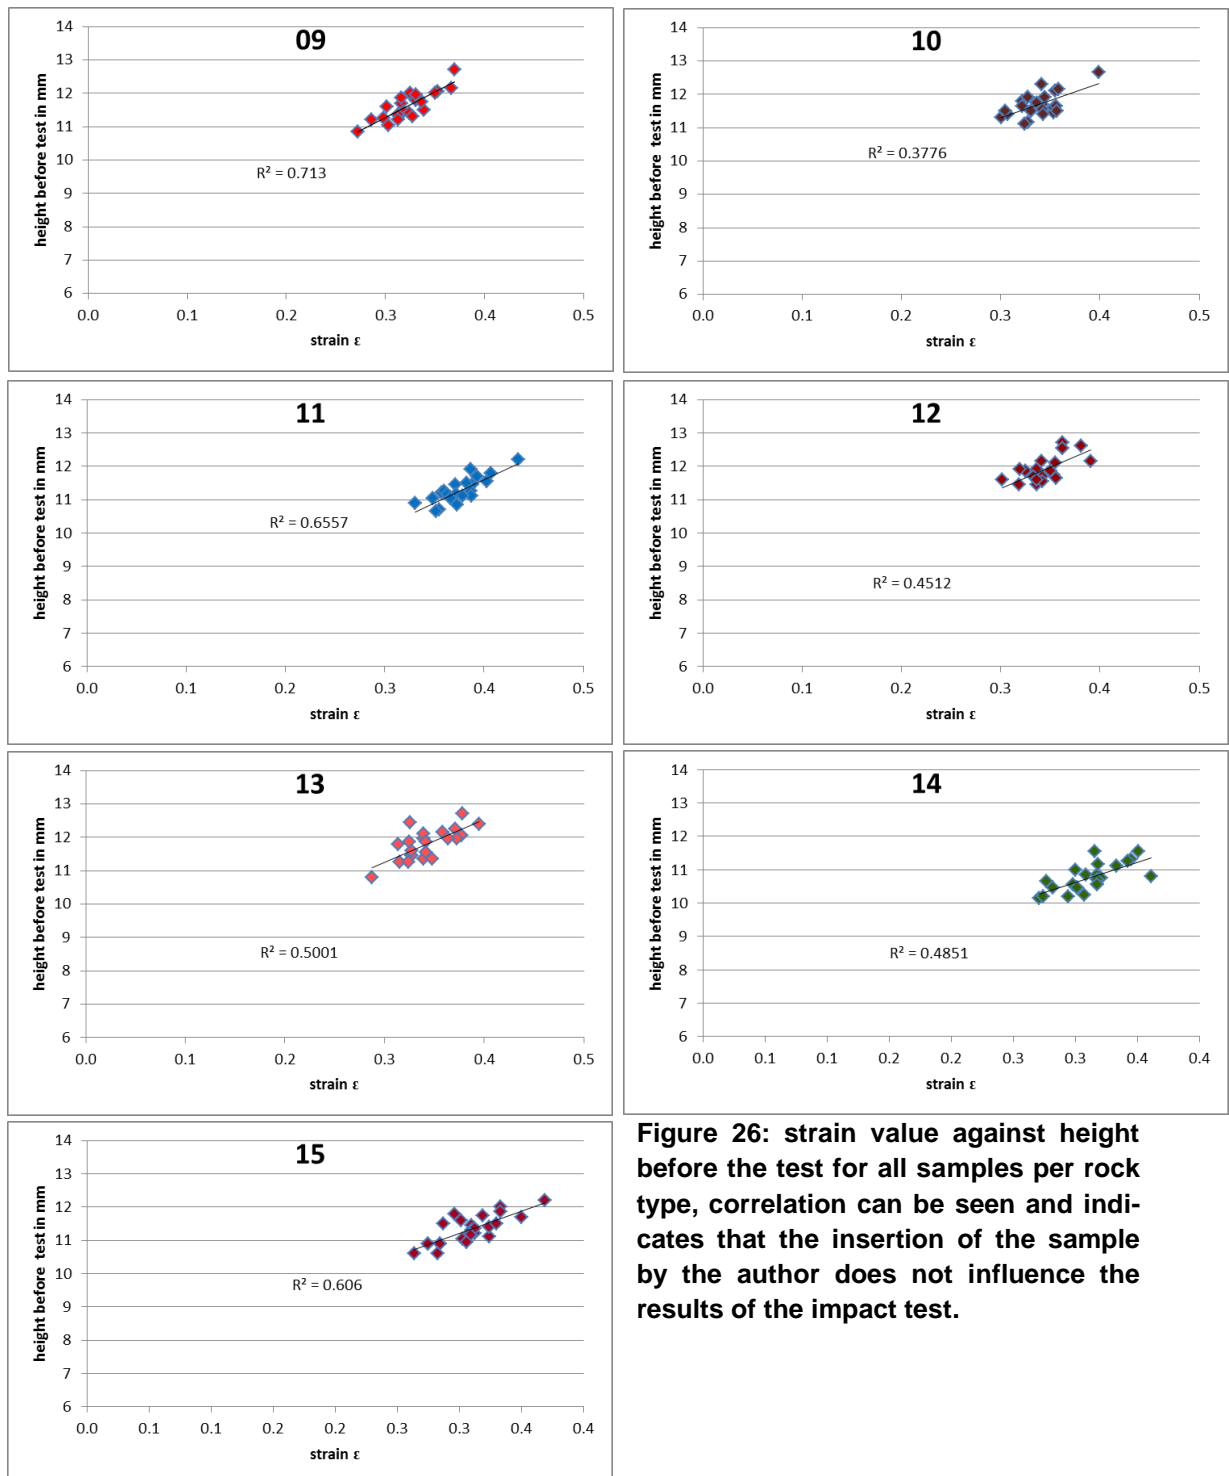 09
height before test in mm
14
13
12
11
10
9
8
7
6
R² = 0.713
0.0 0.1 0.2 0.3 0.4 0.5
strain ε
10
height before test in mm
14
13
12
11
10
9
8
7
6
R² = 0.3776
0.0 0.1 0.2 0.3 0.4 0.5
strain ε
11
height before test in mm
14
13
12
11
10
9
8
7
6
R² = 0.6557
0.0 0.1 0.2 0.3 0.4 0.5
strain ε
12
height before test in mm
14
13
12
11
10
9
8
7
6
R² = 0.4512
0.0 0.1 0.2 0.3 0.4 0.5
strain ε
13
height before test in mm
14
13
12
11
10
9
8
7
6
R² = 0.5001
0.0 0.1 0.2 0.3 0.4 0.5
strain ε
14
height before test in mm
14
13
12
11
10
9
8
7
6
R² = 0.4851
0.0 0.1 0.1 0.2 0.2 0.3 0.3 0.4 0.4
strain ε
15
height before test in mm
14
13
12
11
10
9
8
7
6
R² = 0.606
0.0 0.1 0.1 0.2 0.2 0.3 0.3 0.4 0.4
strain ε
Figure 26: strain value against height
before the test for all samples per rock
type, correlation can be seen and indi-
cates that the insertion of the sample
by the author does not influence the
results of the impact test.